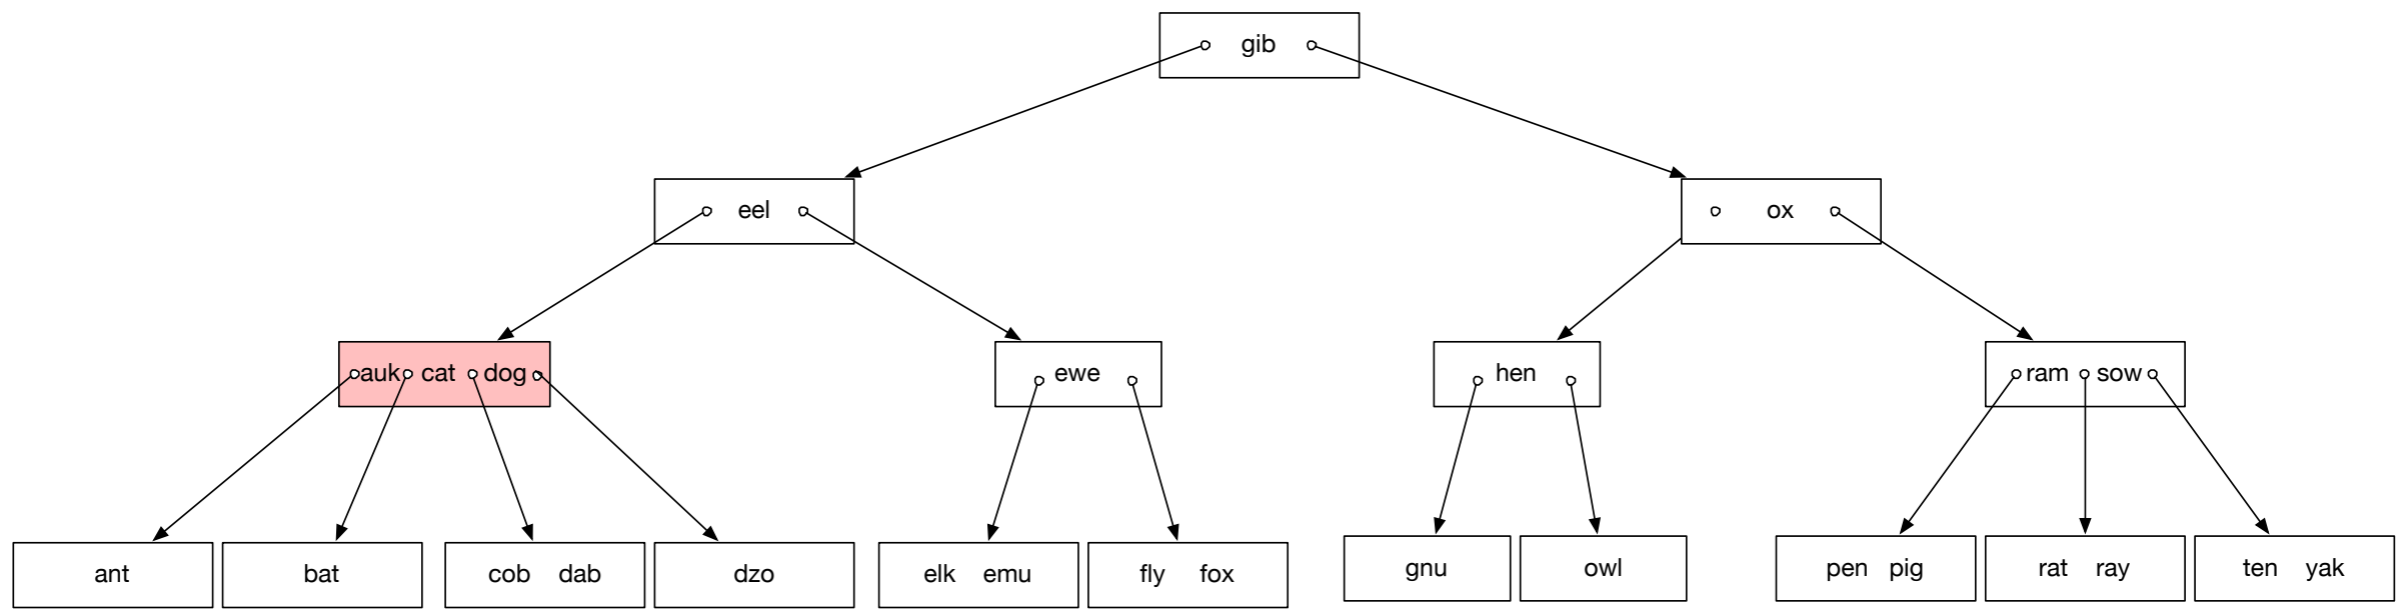 gib
eel ox
auk cat dog ewe hen ram sow
ant bat cob dab dzo elk emu fly fox gnu owl pen pig rat ray ten yak